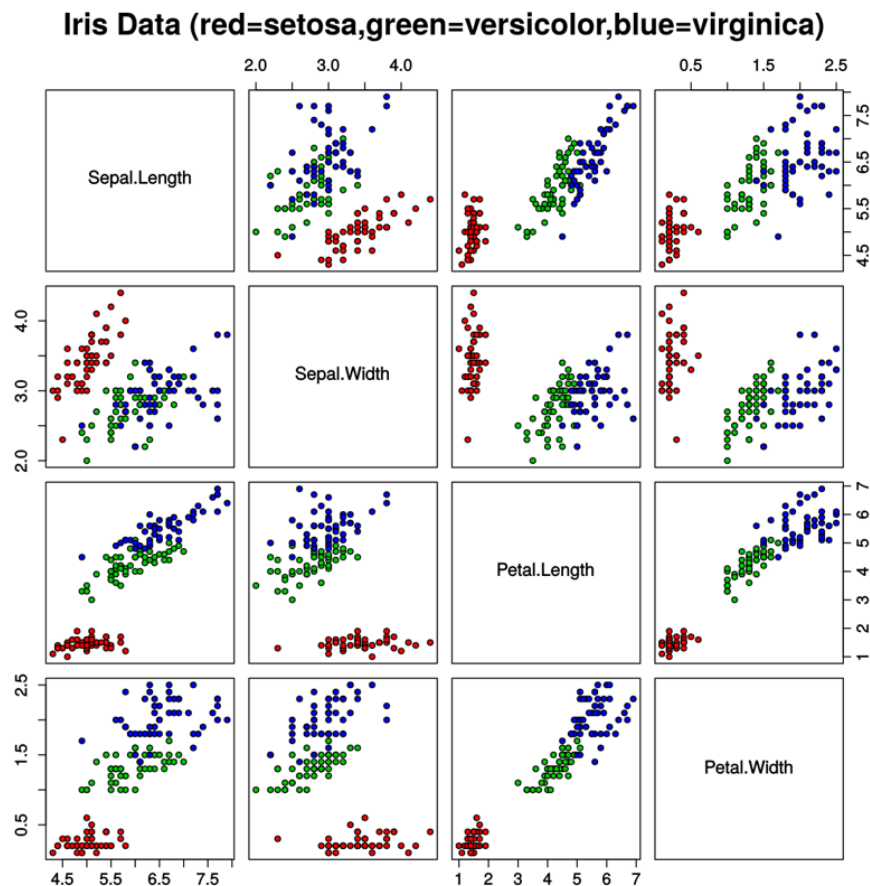 Iris Data (red=setosa,green=versicolor,blue=virginica)
2.0 3.0 4.0
0.5 1.5 2.5
Sepal.Length
4.5 5.5 6.5 7.5
2.0 3.0 4.0
Sepal.Width
Petal.Length
1 2 3 4 5 6 7
0.5 1.5 2.5
Petal.Width
4.5 5.5 6.5 7.5
1 2 3 4 5 6 7